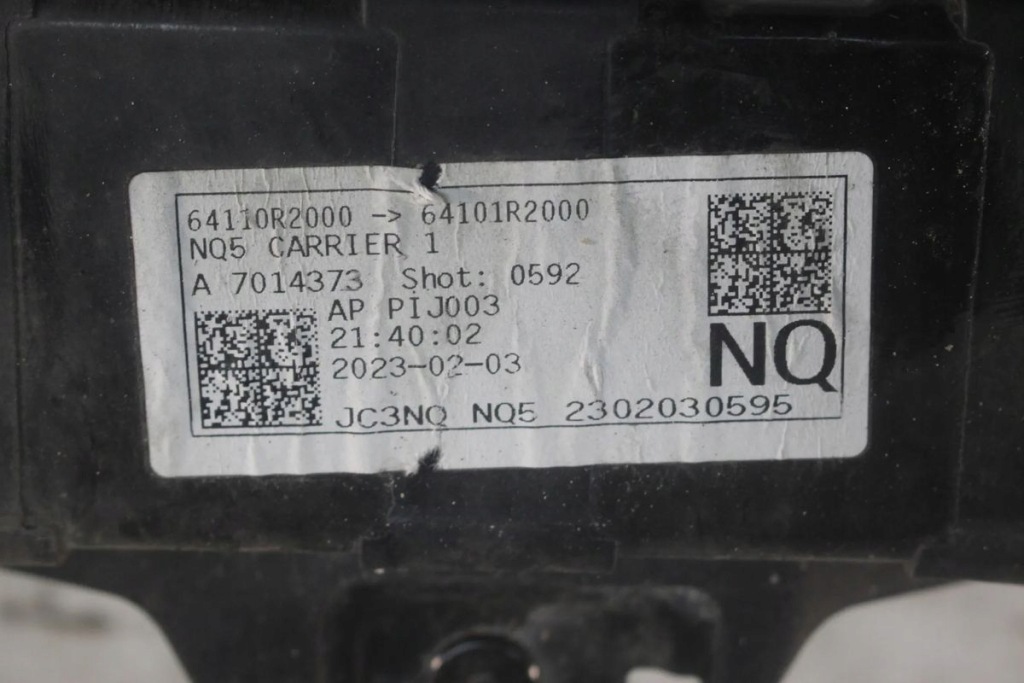 64110R2000 -> 64101R2000
NQ5 CARRIER 1
A 7014373 Shot: 0592
AP PIJ003
21:40:02
2023-02-03
NQ
JC3NQ NQ5 2302030595